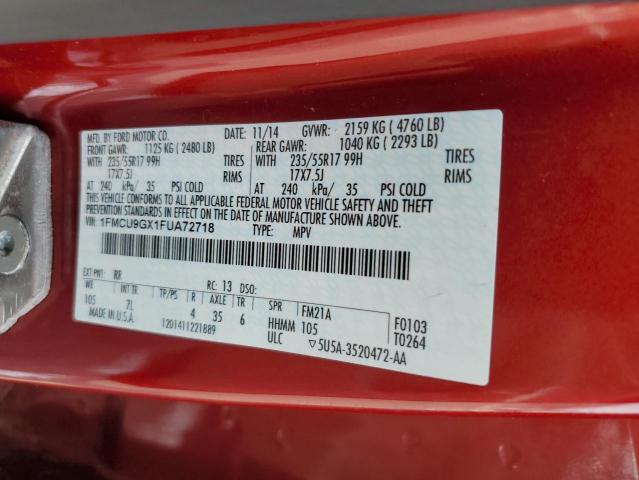 MFD. BY FORD MOTOR CO. DATE: 11/14 GVWR: 2159 KG ( 4760 LB)
FRONT GAWR: 1125 KG ( 2480 LB) REAR GAWR: 1040 KG ( 2293 LB)
WITH 235/55R17 99H TIRES WITH 235/55R17 99H TIRES
17X7.5J RIMS 17X7.5J RIMS
AT 240 kPa/ 35 PSI COLD AT 240 kPa/ 35 PSI COLD
THIS VEHICLE CONFORMS TO ALL APPLICABLE FEDERAL MOTOR VEHICLE SAFETY AND THEFT
PREVENTION STANDARDS IN EFFECT ON THE DATE OF MANUFACTURE SHOWN ABOVE.
VIN: 1FMCU9GX1FUA72718 TYPE: MPV
EXT PNT: RR RC: 13 DSO:
WB TP/PS R AXLE TR SPR FM21A F0103
105 7L 4 35 6 HHMM 105 T0264
MADE IN U.S.A. 1201411221889 ULC ▽5U5A-3520472-AA